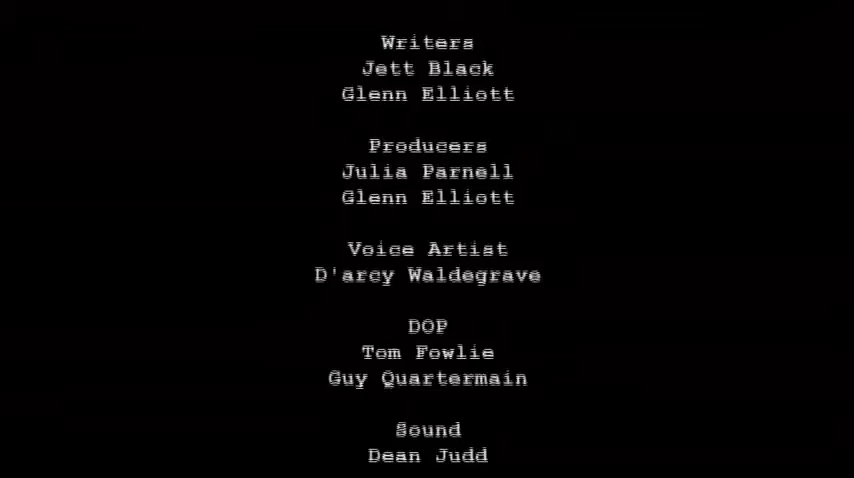 Writers
Jett Black
Glenn Elliott
Producers
Julia Parnell
Glenn Elliott
Voice Artist
D'arcy Waldegrave
DOP
Tom Fowlie
Guy Quartermain
Sound
Dean Judd